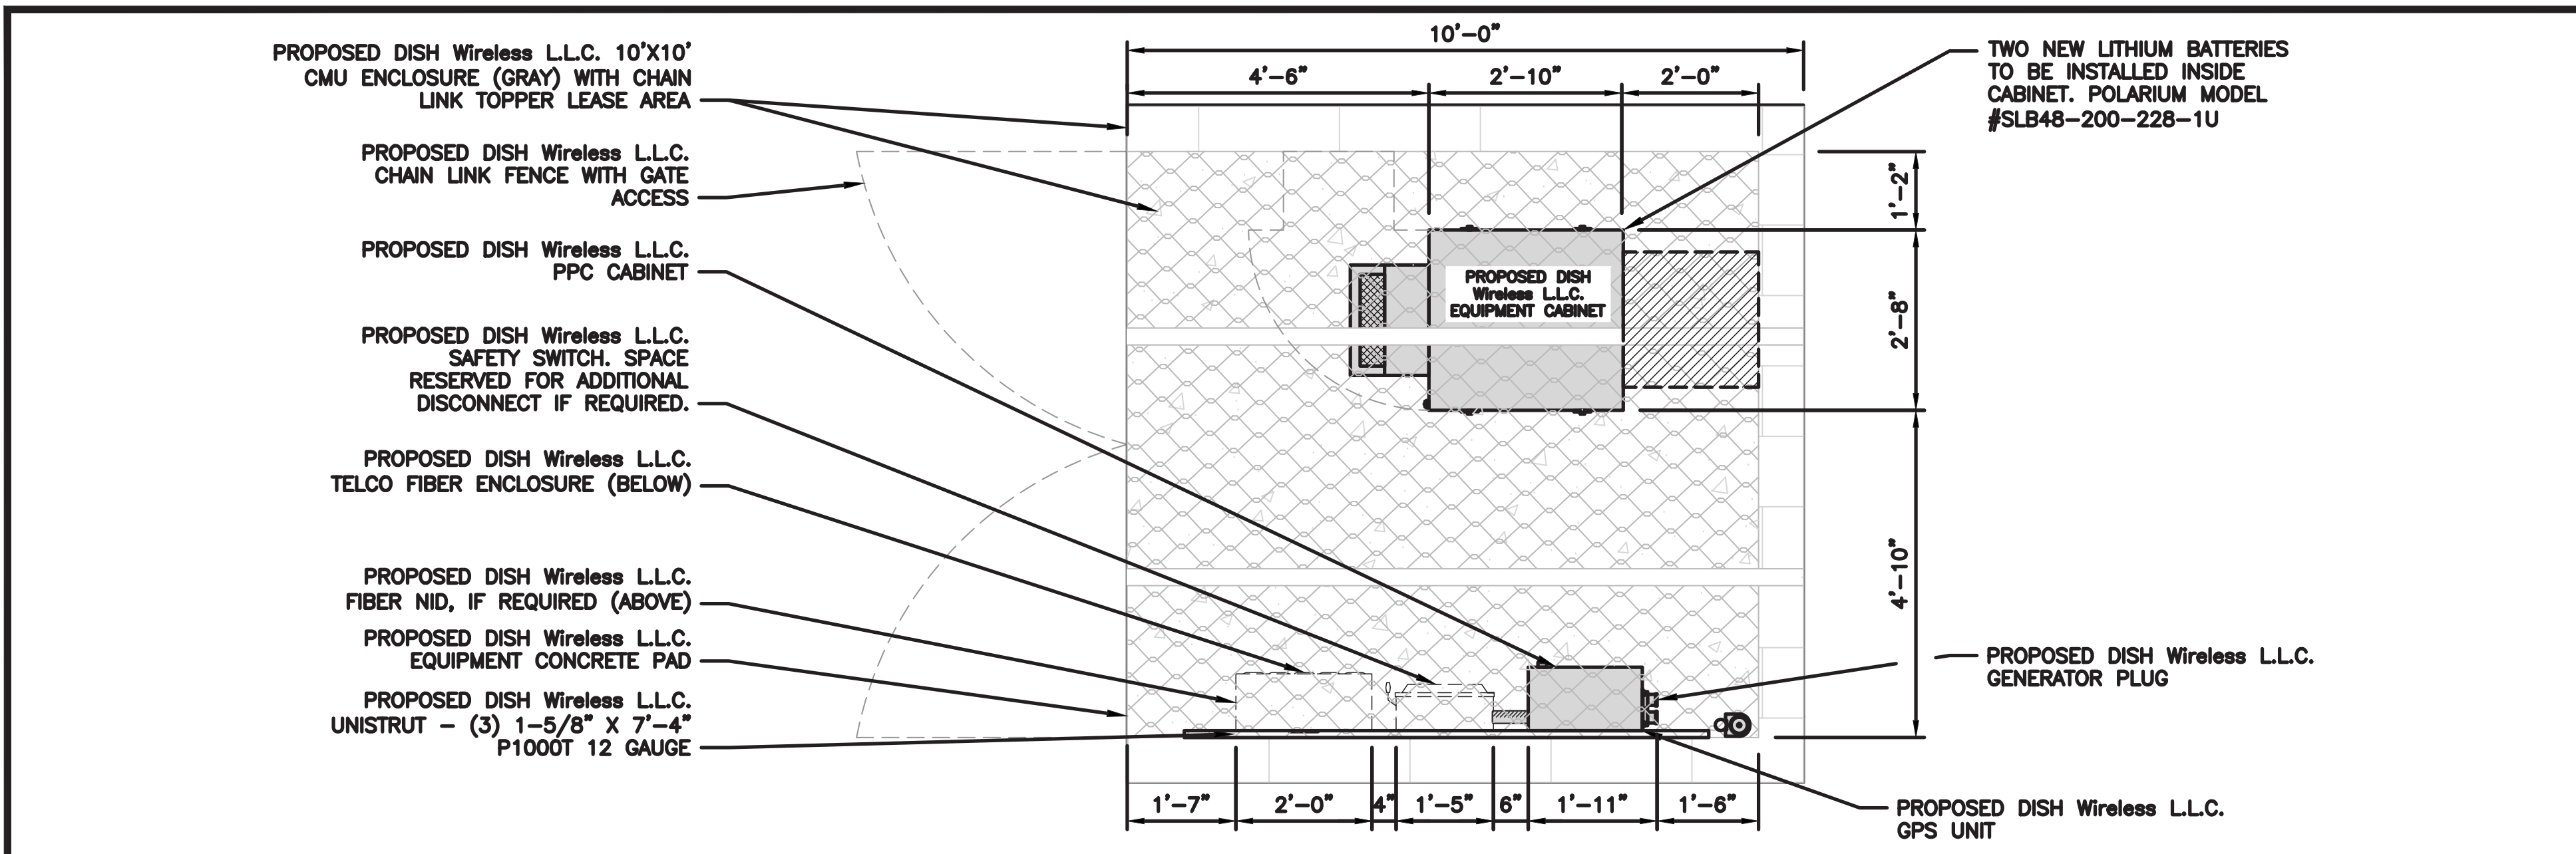 PROPOSED DISH Wireless L.L.C. 10'X10'
CMU ENCLOSURE (GRAY) WITH CHAIN
LINK TOPPER LEASE AREA
PROPOSED DISH Wireless L.L.C.
CHAIN LINK FENCE WITH GATE
ACCESS
PROPOSED DISH Wireless L.L.C.
PPC CABINET
PROPOSED DISH Wireless L.L.C.
SAFETY SWITCH. SPACE
RESERVED FOR ADDITIONAL
DISCONNECT IF REQUIRED.
PROPOSED DISH Wireless L.L.C.
TELCO FIBER ENCLOSURE (BELOW)
PROPOSED DISH Wireless L.L.C.
FIBER NID, IF REQUIRED (ABOVE)
PROPOSED DISH Wireless L.L.C.
EQUIPMENT CONCRETE PAD
PROPOSED DISH Wireless L.L.C.
UNISTRUT – (3) 1–5/8" X 7'–4"
P1000T 12 GAUGE
10'–0"
4'–6" 2'–10" 2'–0"
PROPOSED DISH
Wireless L.L.C.
EQUIPMENT CABINET
1'–7" 2'–0" 4" 1'–5" 6" 1'–11" 1'–6"
1'–2"
2'–8"
4'–10"
TWO NEW LITHIUM BATTERIES
TO BE INSTALLED INSIDE
CABINET. POLARIUM MODEL
#SLB48–200–228–1U
PROPOSED DISH Wireless L.L.C.
GENERATOR PLUG
PROPOSED DISH Wireless L.L.C.
GPS UNIT